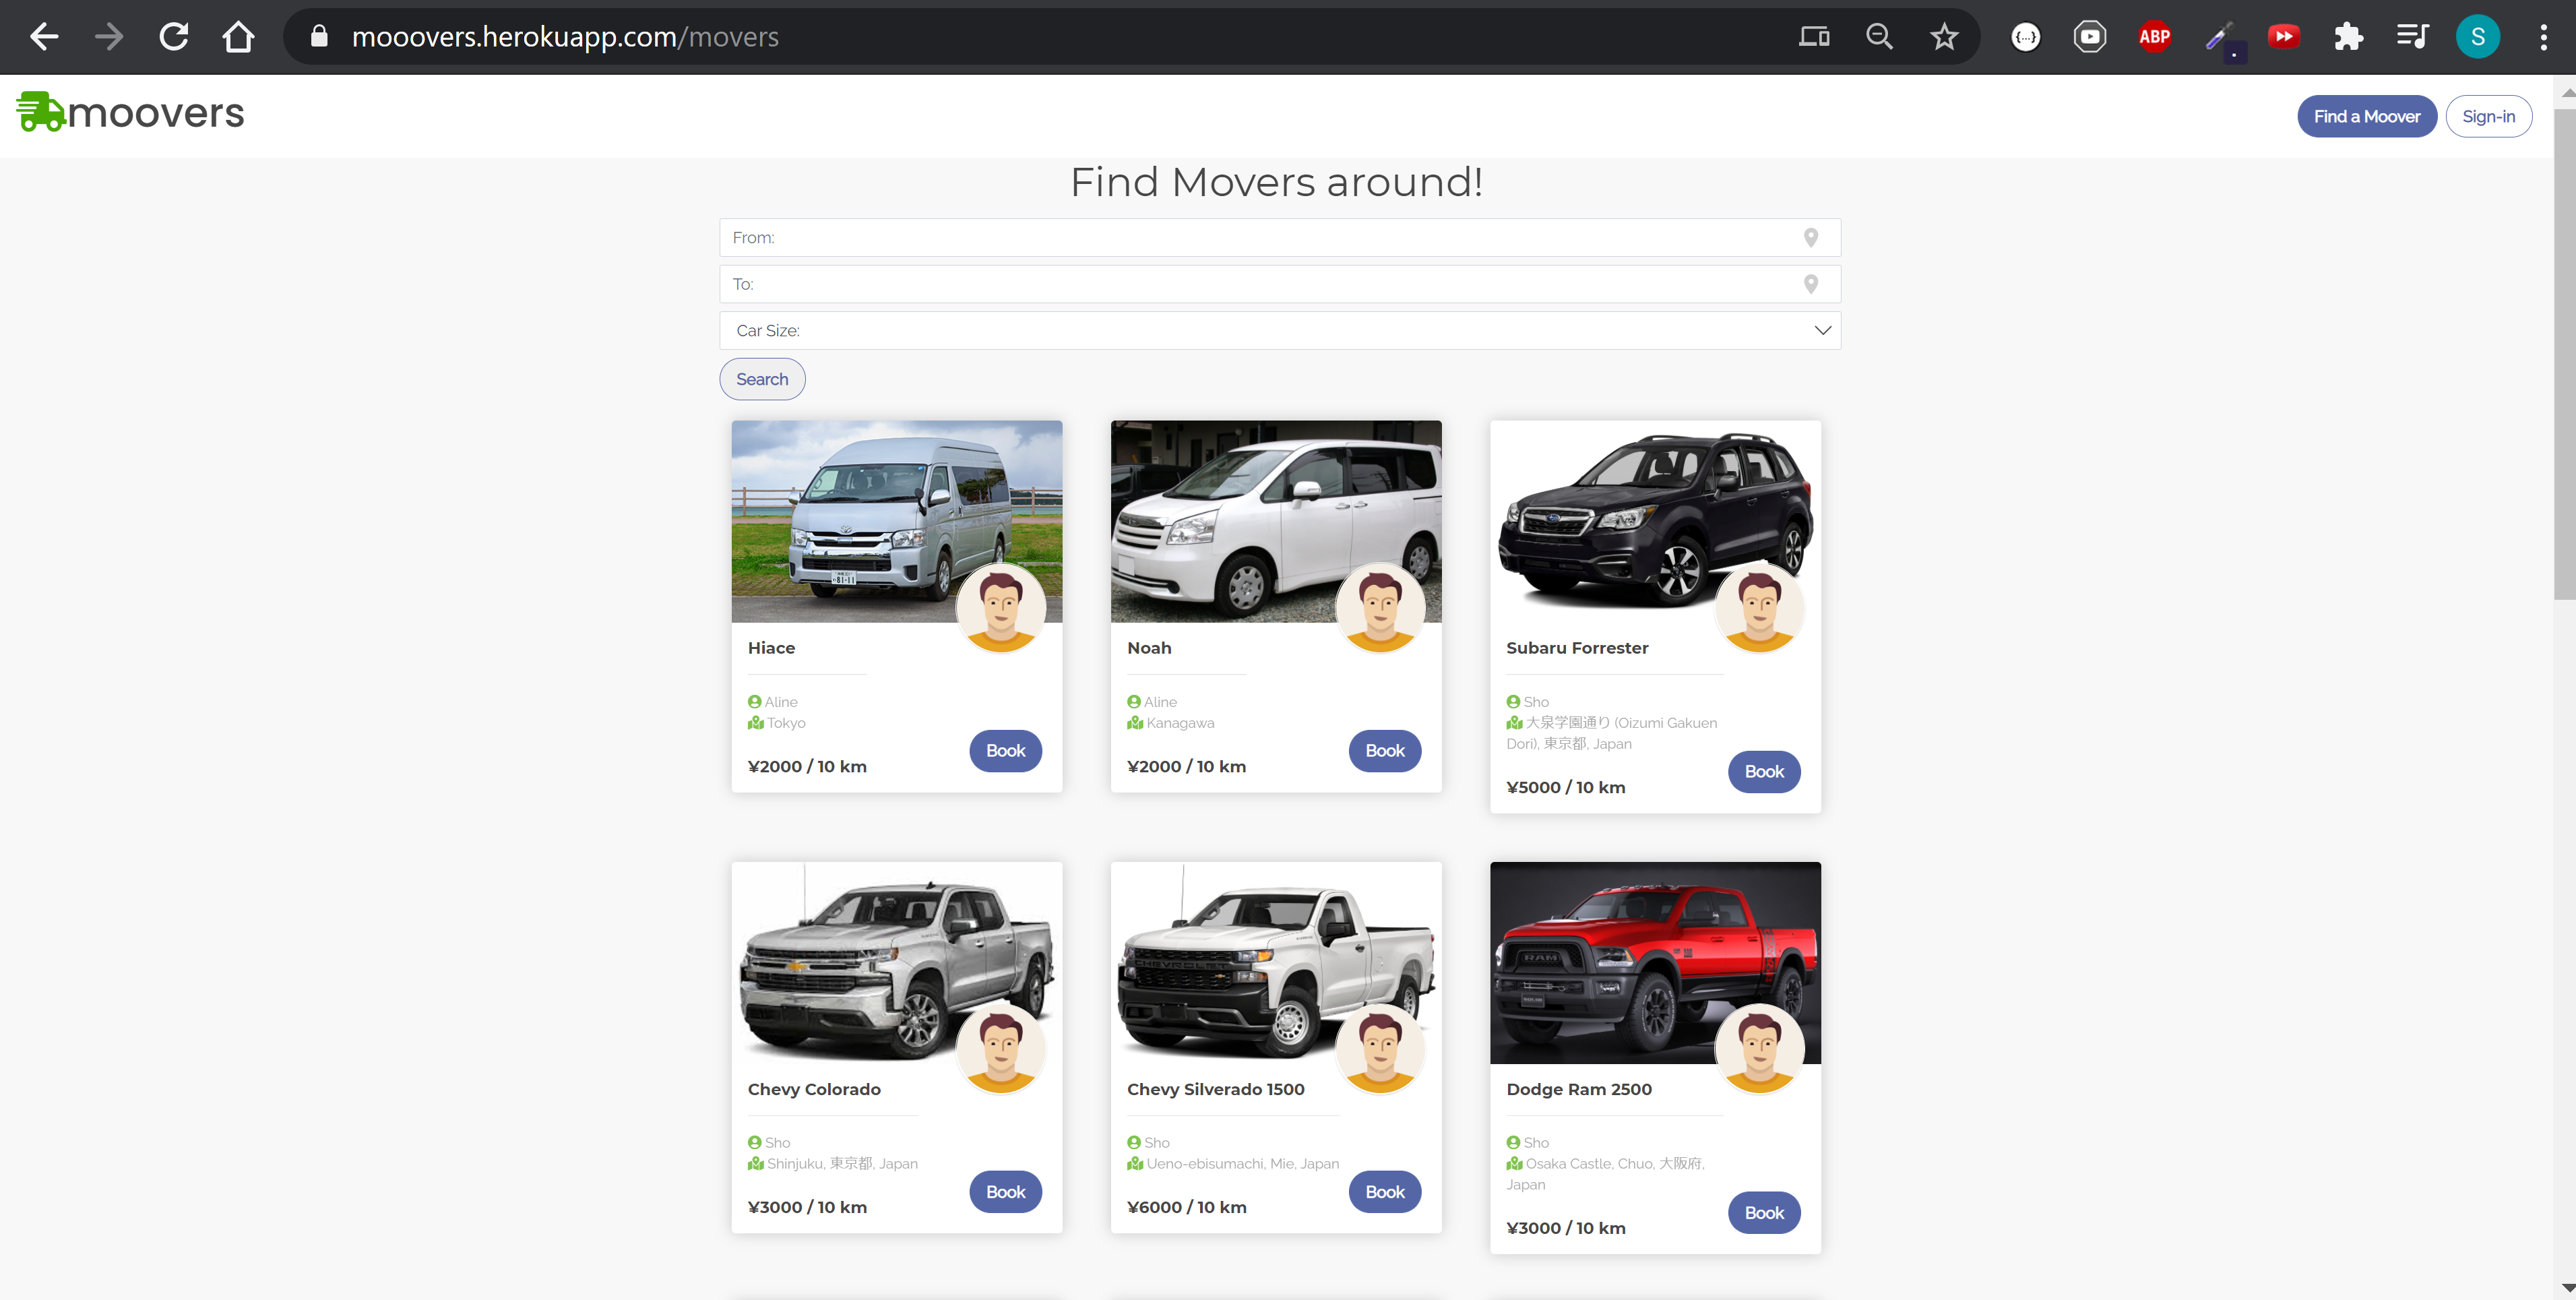 mooovers.herokuapp.com/movers
{...}
ABP
S
moovers
Find a Moover
Sign-in
Find Movers around!
From:
To:
Car Size:
Search
81-11
Hiace
Aline
Tokyo
Book
¥2000 / 10 km
Noah
Aline
Kanagawa
Book
¥2000 / 10 km
Subaru Forrester
Sho
大泉学園通り (Oizumi Gakuen
Dori), 東京都, Japan
Book
¥5000 / 10 km
Chevy Colorado
Sho
Shinjuku, 東京都, Japan
Book
¥3000 / 10 km
CHEVROLET
Chevy Silverado 1500
Sho
Ueno-ebisumachi, Mie, Japan
Book
¥6000 / 10 km
RAM
Dodge Ram 2500
Sho
Osaka Castle, Chuo, 大阪府,
Japan
Book
¥3000 / 10 km